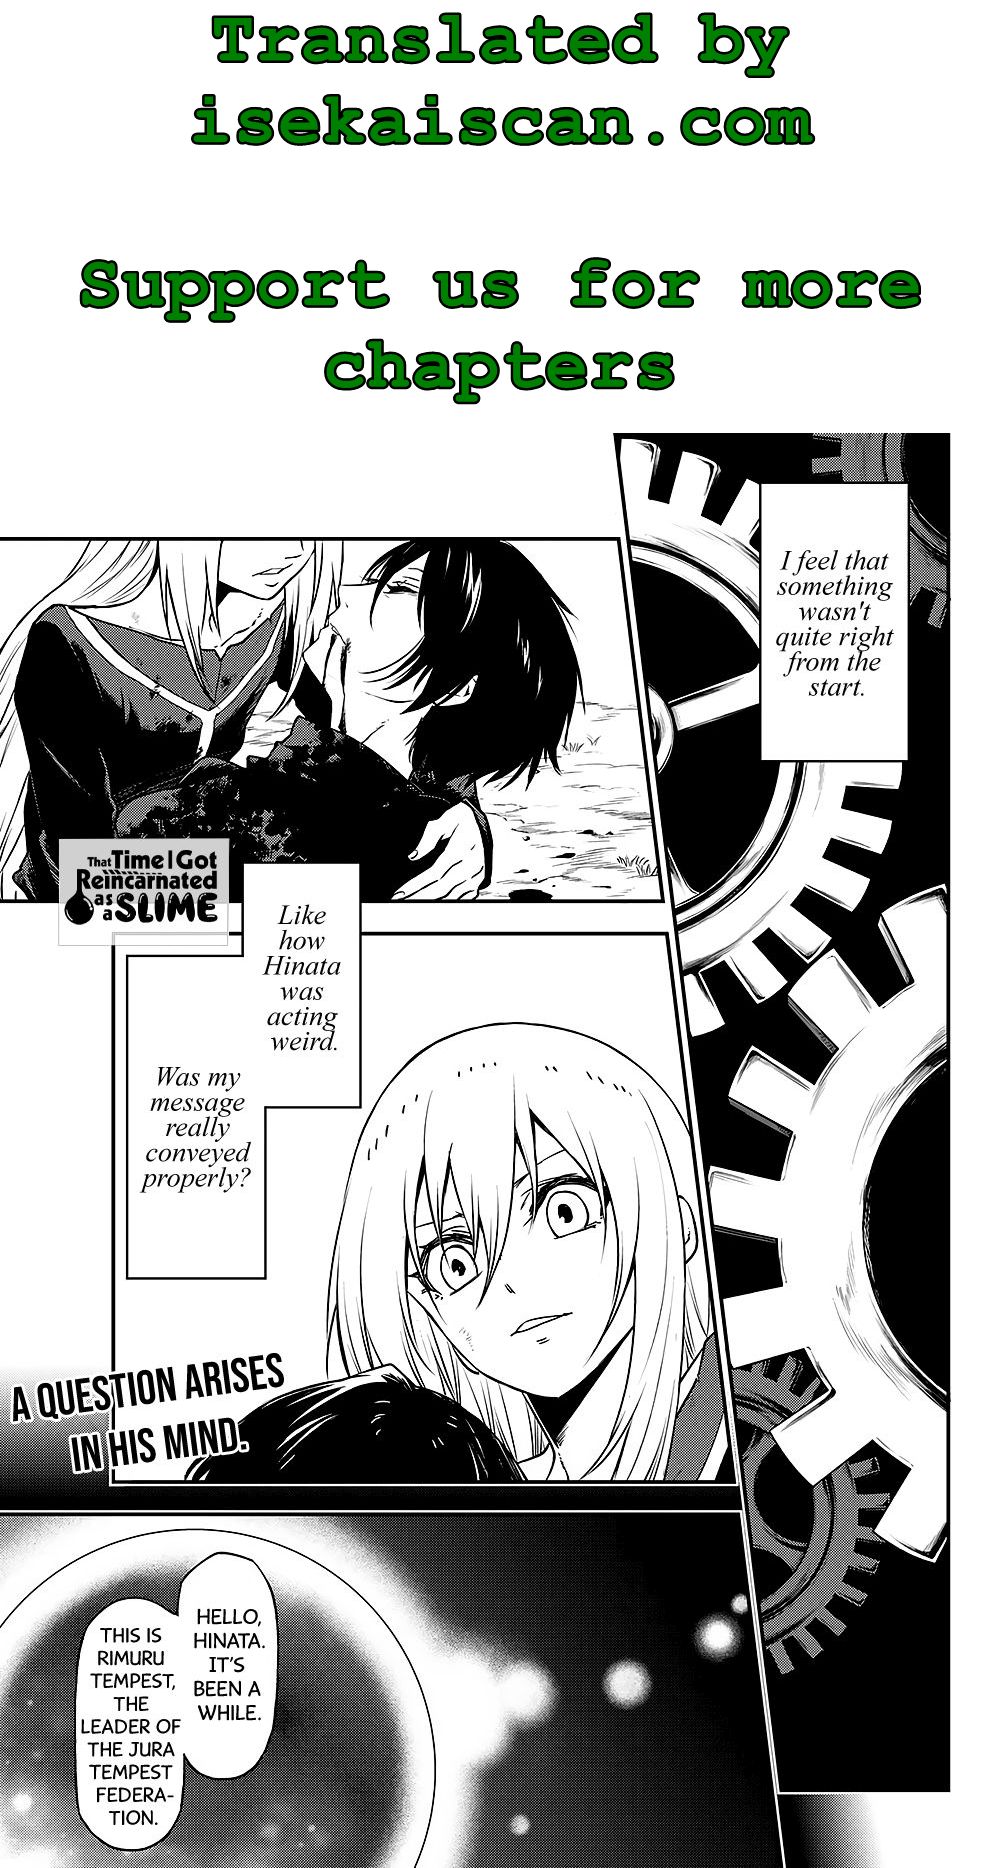 Translated by
isekaiscan.com
Support us for more
chapters
I feel that
something
wasn't
quite right
from the
start.
That Time I Got
Reincarnated
as
a SLIME
Like
how
Hinata
was
acting
weird.
Was my
message
really
conveyed
properly?
A QUESTION ARISES
IN HIS MIND.
HELLO,
HINATA.
IT'S
BEEN A
WHILE.
THIS IS
RIMURU
TEMPEST,
THE
LEADER OF
THE JURA
TEMPEST
FEDERA-
TION.